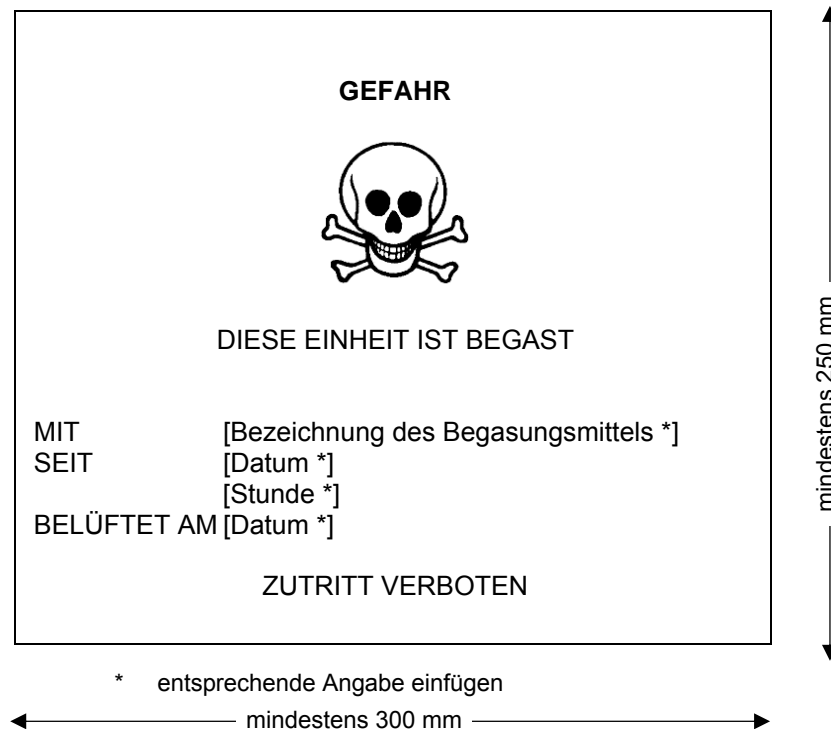 GEFAHR
DIESE EINHEIT IST BEGAST
MIT [Bezeichnung des Begasungsmittels *]
SEIT [Datum *]
[Stunde *]
BELÜFTET AM [Datum *]
ZUTRITT VERBOTEN
* entsprechende Angabe einfügen
mindestens 300 mm
mindestens 250 mm